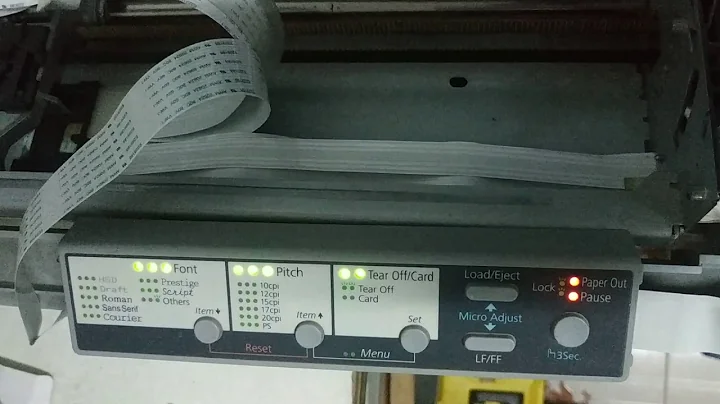 Font
HSD
Draft
Roman
Sans Serif
Courier
Prestige
Script
Others
Item
Pitch
10cpi
12cpi
15cpi
17cpi
20cpi
PS
Item
Reset
Tear Off/Card
Tear Off
Card
Set
Menu
Load/Eject
Micro Adjust
LF/FF
Lock
Paper Out
Pause
3Sec.